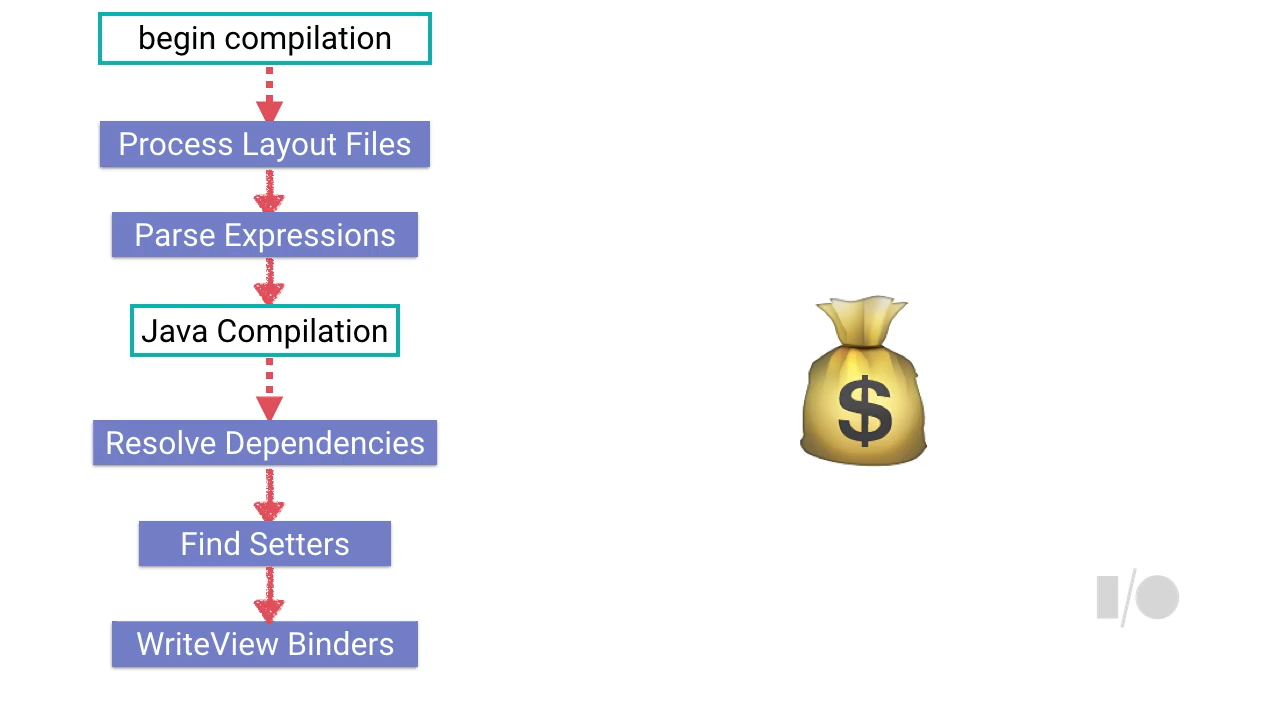 begin compilation
Process Layout Files
Parse Expressions
Java Compilation
$
Resolve Dependencies
Find Setters
I/O
WriteView Binders